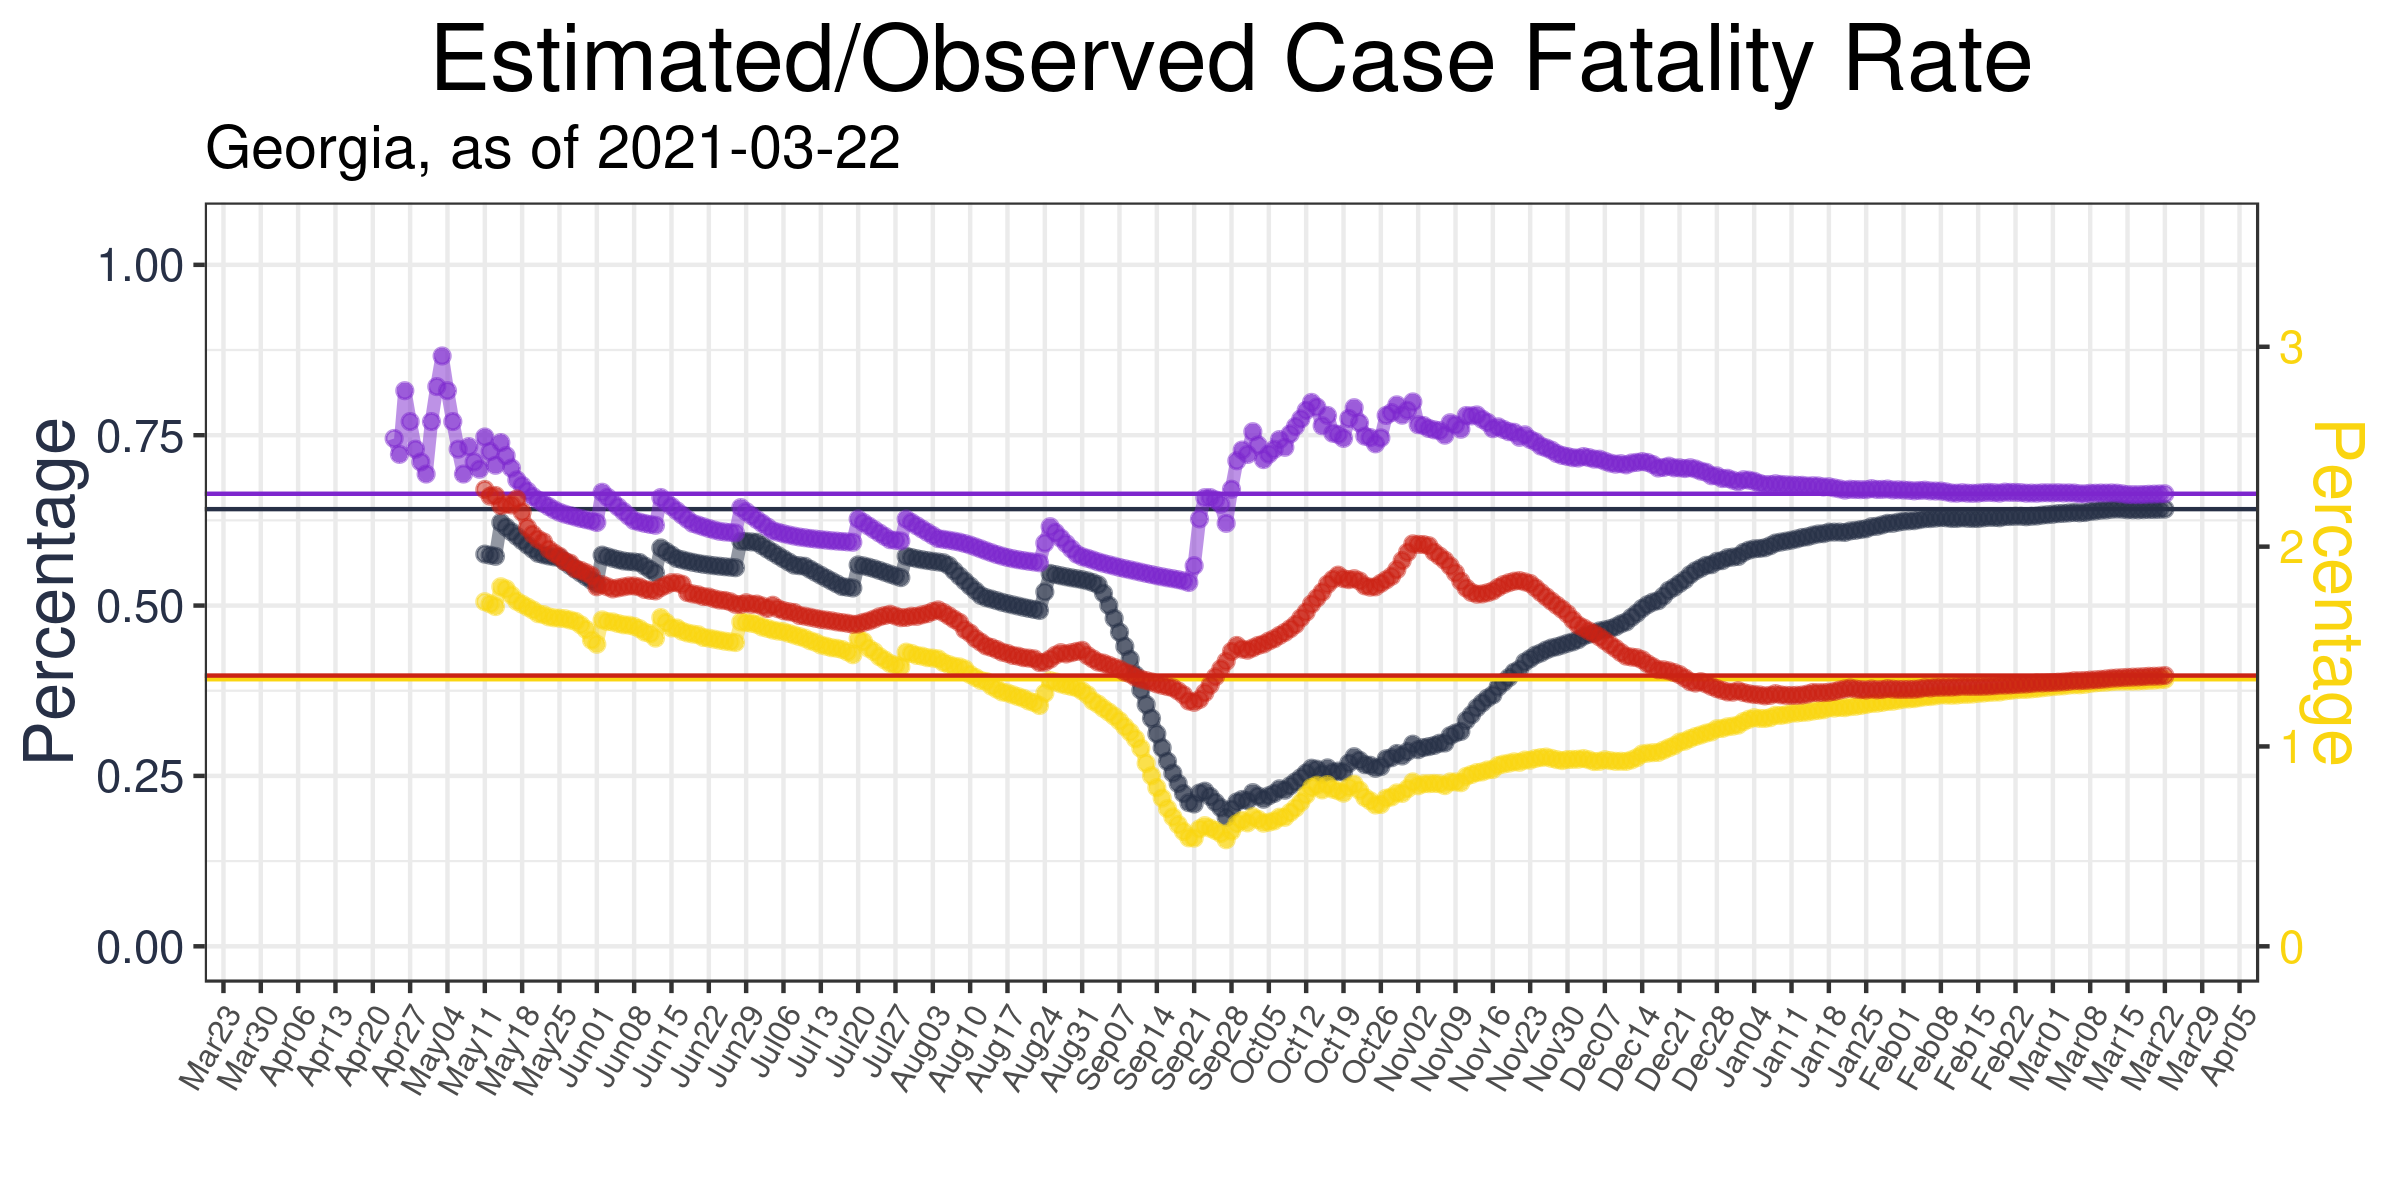 Estimated/Observed Case Fatality Rate
Georgia, as of 2021-03-22
Percentage
1.00
0.75
0.50
0.25
0.00
3
2
1
0
Percentage
Mar23
Mar30
Apr06
Apr13
Apr20
Apr27
May04
May11
May18
May25
Jun01
Jun08
Jun15
Jun22
Jun29
Jul06
Jul13
Jul20
Jul27
Aug03
Aug10
Aug17
Aug24
Aug31
Sep07
Sep14
Sep21
Sep28
Oct05
Oct12
Oct19
Oct26
Nov02
Nov09
Nov16
Nov23
Nov30
Dec07
Dec14
Dec21
Dec28
Jan04
Jan11
Jan18
Jan25
Feb01
Feb08
Feb15
Feb22
Mar01
Mar08
Mar15
Mar22
Mar29
Apr05